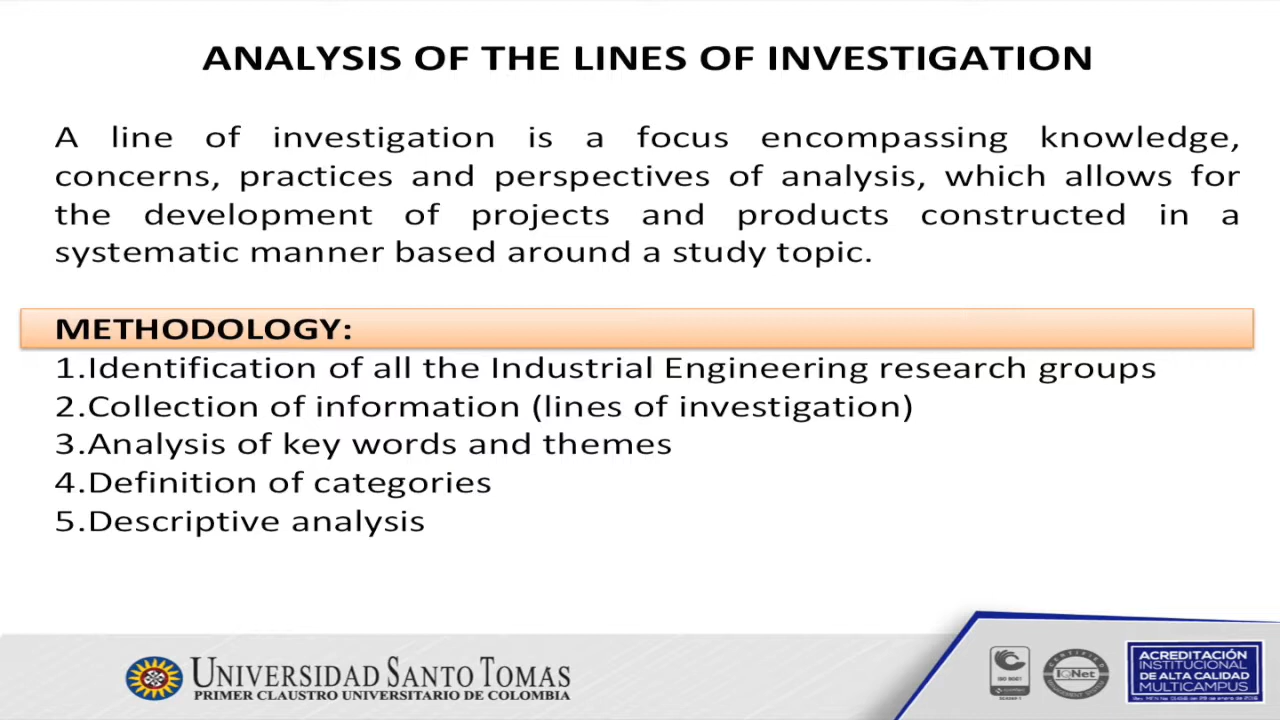 ANALYSIS OF THE LINES OF INVESTIGATION
A line of investigation is a focus encompassing knowledge,
concerns, practices and perspectives of analysis, which allows for
the development of projects and products constructed in a
systematic manner based around a study topic.
METHODOLOGY:
1.Identification of all the Industrial Engineering research groups
2.Collection of information (lines of investigation)
3.Analysis of key words and themes
4.Definition of categories
5.Descriptive analysis
UNIVERSIDAD SANTO TOMAS
PRIMER CLAUSTRO UNIVERSITARIO DE COLOMBIA
ISO 9001
CERTIFIED
IQNet
ACREDITACIÓN
INSTITUCIONAL
DE ALTA CALIDAD
MULTICAMPUS